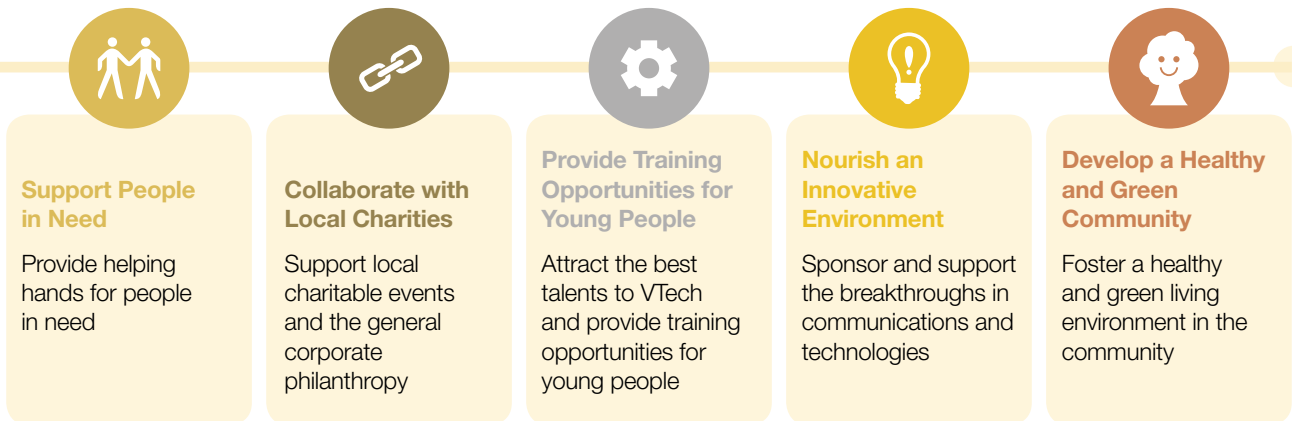 Support People
in Need
Provide helping
hands for people
in need
Collaborate with
Local Charities
Support local
charitable events
and the general
corporate
philanthropy
Provide Training
Opportunities for
Young People
Attract the best
talents to VTech
and provide training
opportunities for
young people
Nourish an
Innovative
Environment
Sponsor and support
the breakthroughs in
communications and
technologies
Develop a Healthy
and Green
Community
Foster a healthy
and green living
environment in the
community